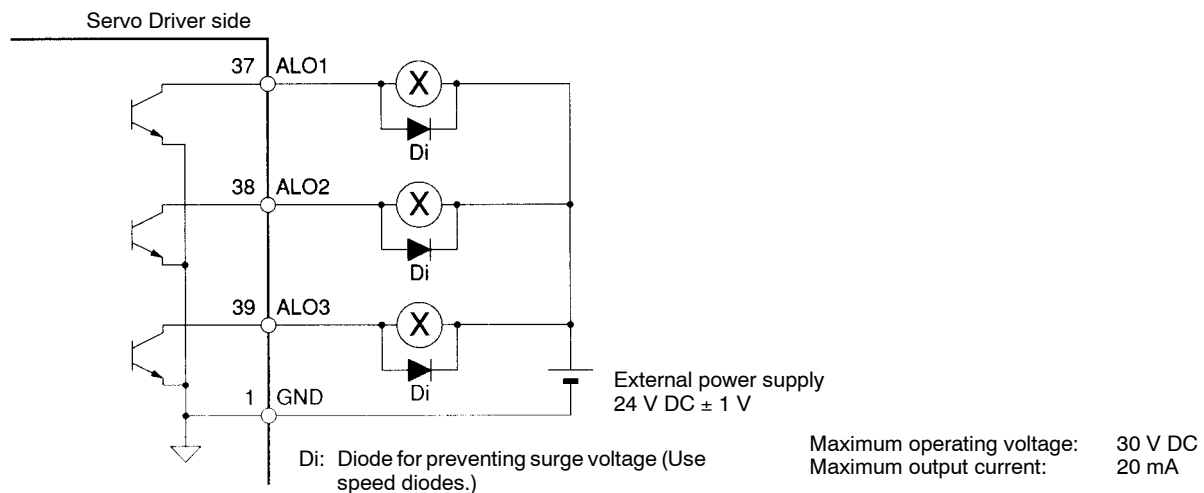 Servo Driver side
37 ALO1
X
Di
38 ALO2
X
Di
39 ALO3
X
Di
1 GND
External power supply
24 V DC ± 1 V
Di: Diode for preventing surge voltage (Use
speed diodes.)
Maximum operating voltage: 30 V DC
Maximum output current: 20 mA